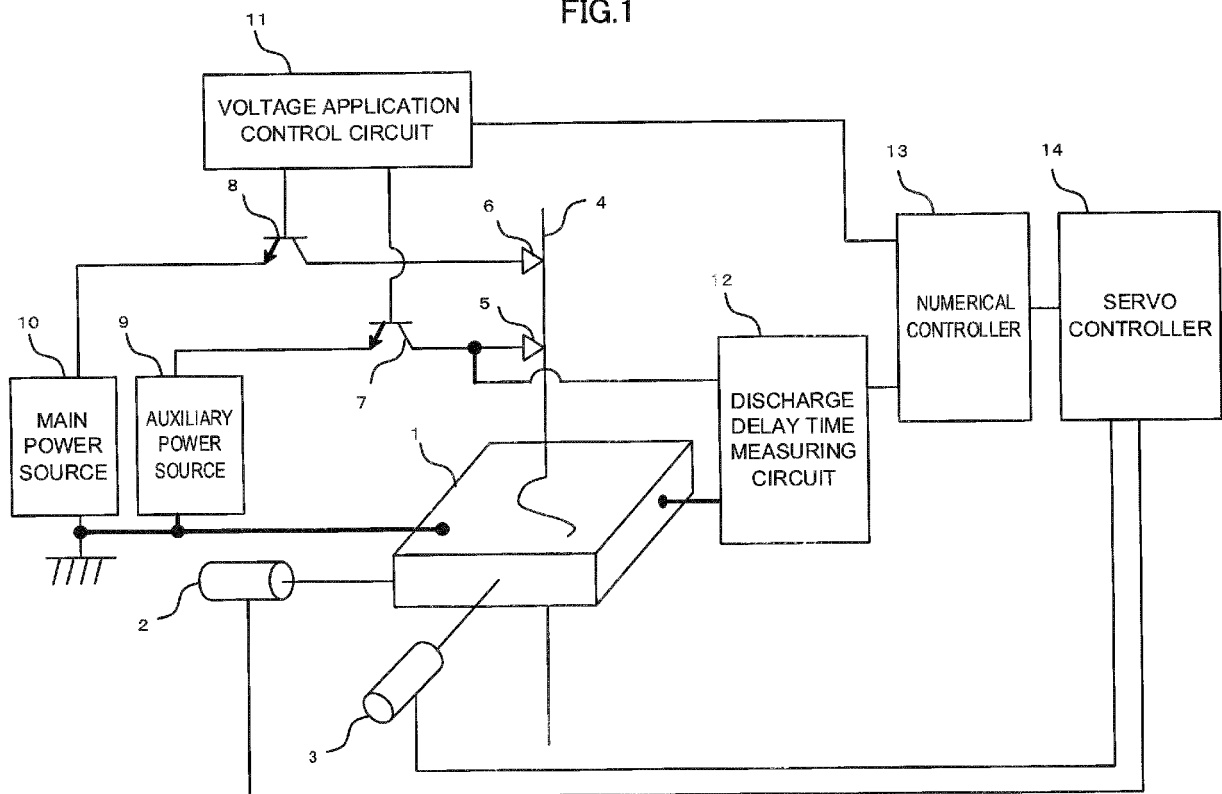 FIG.1
11
VOLTAGE APPLICATION
CONTROL CIRCUIT
8
6
4
13
14
NUMERICAL
CONTROLLER
SERVO
CONTROLLER
12
5
10
9
7
MAIN
POWER
SOURCE
AUXILIARY
POWER
SOURCE
1
DISCHARGE
DELAY TIME
MEASURING
CIRCUIT
2
3